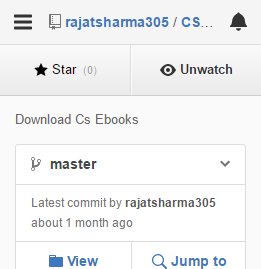 rajatsharma305 / CS...
Star (0) Unwatch
Download Cs Ebooks
master
Latest commit by rajatsharma305
about 1 month ago
View Jump to